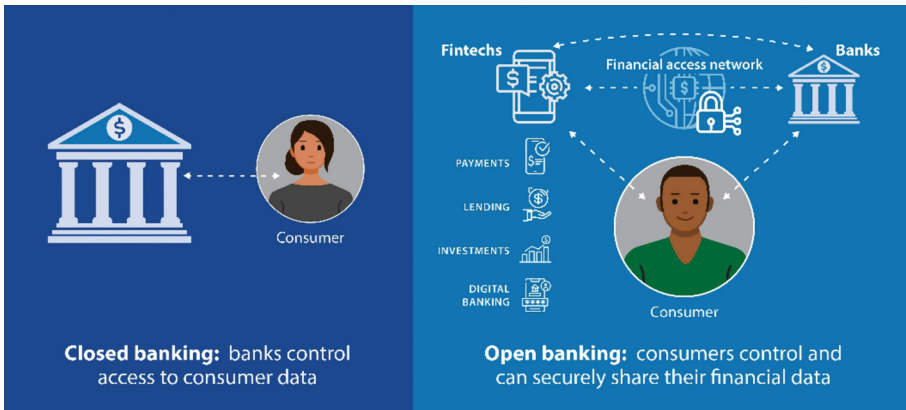 Consumer
Closed banking: banks control
access to consumer data
Fintechs
Banks
Financial access network
PAYMENTS
LENDING
INVESTMENTS
DIGITAL
BANKING
Consumer
Open banking: consumers control and
can securely share their financial data